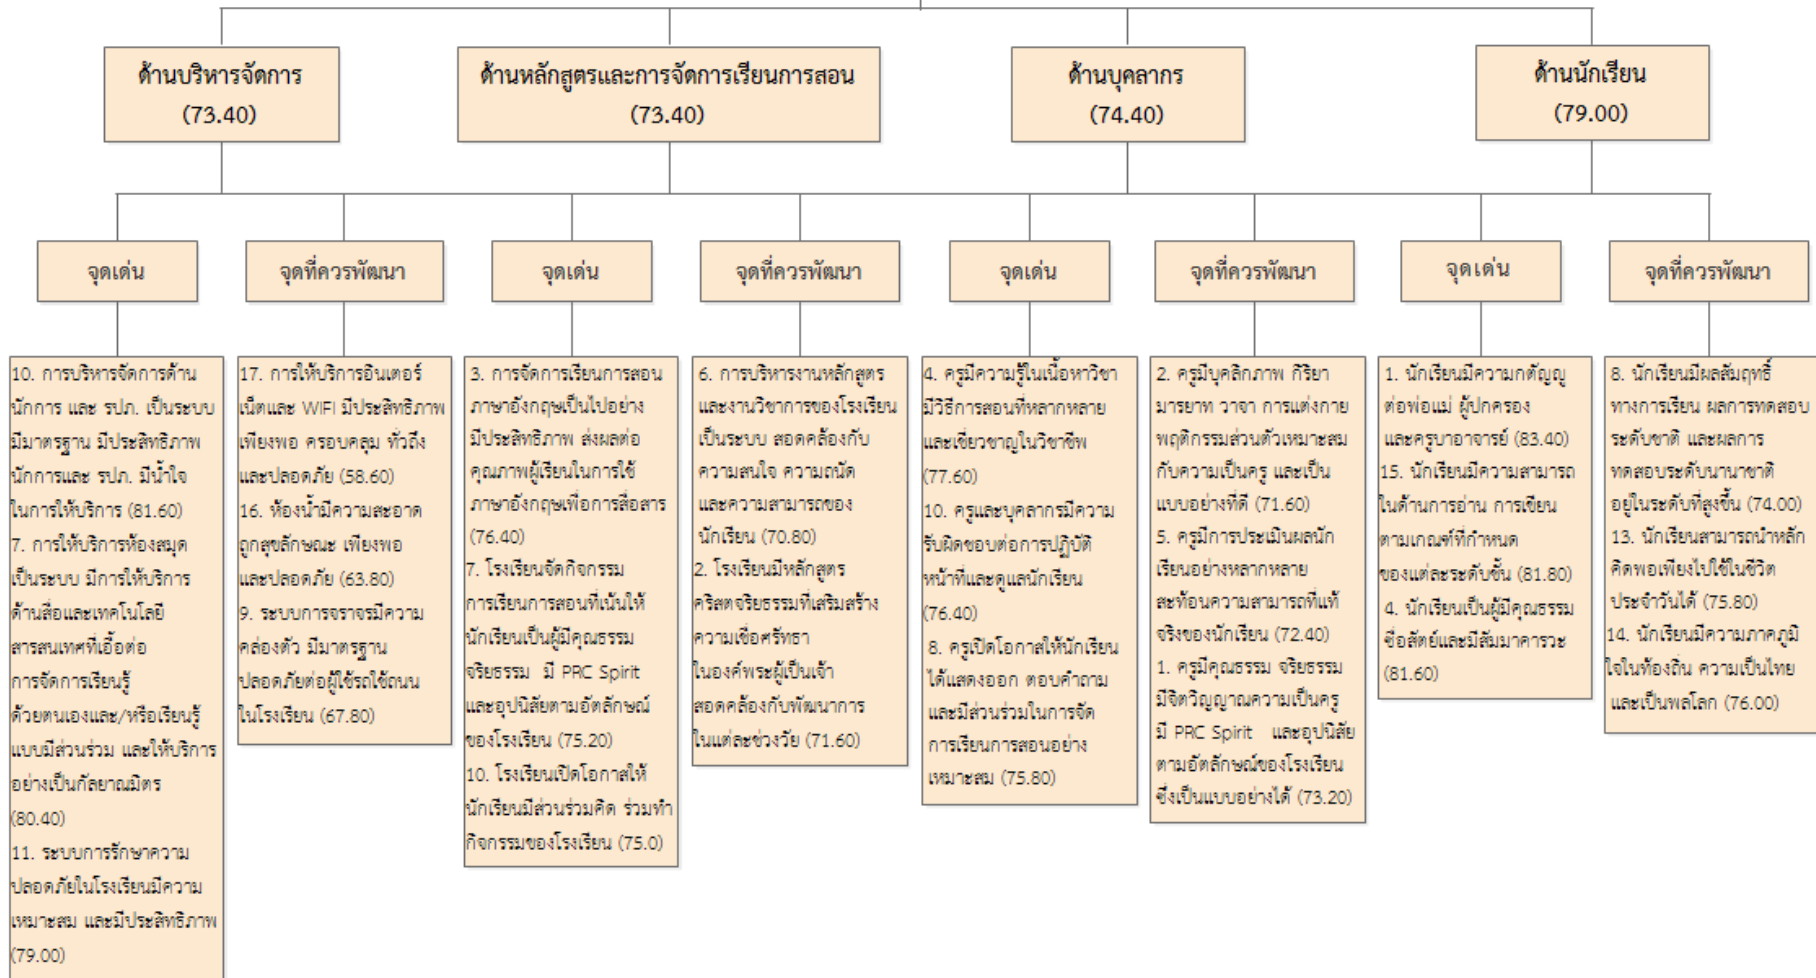 ด้านบริหารจัดการ
(73.40)
ด้านหลักสูตรและการจัดการเรียนการสอน
(73.40)
ด้านบุคลากร
(74.40)
ด้านนักเรียน
(79.00)
จุดเด่น
จุดที่ควรพัฒนา
จุดเด่น
จุดที่ควรพัฒนา
จุดเด่น
จุดที่ควรพัฒนา
จุดเด่น
จุดที่ควรพัฒนา
10. การบริหารจัดการด้าน
นักการ และ รปภ. เป็นระบบ
มีมาตรฐาน มีประสิทธิภาพ
นักการและ รปภ. มีน้ำใจ
ในการให้บริการ (81.60)
7. การให้บริการห้องสมุด
เป็นระบบ มีการให้บริการ
ด้านสื่อและเทคโนโลยี
สารสนเทศที่เอื้อต่อ
การจัดการเรียนรู้
ด้วยตนเองและ/หรือเรียนรู้
แบบมีส่วนร่วม และให้บริการ
อย่างเป็นกัลยาณมิตร
(80.40)
11. ระบบการรักษาความ
ปลอดภัยในโรงเรียนมีความ
เหมาะสม และมีประสิทธิภาพ
(79.00)
17. การให้บริการอินเตอร์
เน็ตและ WIFI มีประสิทธิภาพ
เพียงพอ ครอบคลุม ทั่วถึง
และปลอดภัย (58.60)
16. ห้องน้ำมีความสะอาด
ถูกสุขลักษณะ เพียงพอ
และปลอดภัย (63.80)
9. ระบบการจราจรมีความ
คล่องตัว มีมาตรฐาน
ปลอดภัยต่อผู้ใช้รถใช้ถนน
ในโรงเรียน (67.80)
3. การจัดการเรียนการสอน
ภาษาอังกฤษเป็นไปอย่าง
มีประสิทธิภาพ ส่งผลต่อ
คุณภาพผู้เรียนในการใช้
ภาษาอังกฤษเพื่อการสื่อสาร
(76.40)
7. โรงเรียนจัดกิจกรรม
การเรียนการสอนที่เน้นให้
นักเรียนเป็นผู้มีคุณธรรม
จริยธรรม มี PRC Spirit
และอุปนิสัยตามอัตลักษณ์
ของโรงเรียน (75.20)
10. โรงเรียนเปิดโอกาสให้
นักเรียนมีส่วนร่วมคิด ร่วมทำ
กิจกรรมของโรงเรียน (75.0)
6. การบริหารงานหลักสูตร
และงานวิชาการของโรงเรียน
เป็นระบบ สอดคล้องกับ
ความสนใจ ความถนัด
และความสามารถของ
นักเรียน (70.80)
2. โรงเรียนมีหลักสูตร
คริสตจริยธรรมที่เสริมสร้าง
ความเชื่อศรัทธา
ในองค์พระผู้เป็นเจ้า
สอดคล้องกับพัฒนาการ
ในแต่ละช่วงวัย (71.60)
4. ครูมีความรู้ในเนื้อหาวิชา
มีวิธีการสอนที่หลากหลาย
และเชี่ยวชาญในวิชาชีพ
(77.60)
10. ครูและบุคลากรมีความ
รับผิดชอบต่อการปฏิบัติ
หน้าที่และดูแลนักเรียน
(76.40)
8. ครูเปิดโอกาสให้นักเรียน
ได้แสดงออก ตอบคำถาม
และมีส่วนร่วมในการจัด
การเรียนการสอนอย่าง
เหมาะสม (75.80)
2. ครูมีบุคลิกภาพ กิริยา
มารยาท วาจา การแต่งกาย
พฤติกรรมส่วนตัวเหมาะสม
กับความเป็นครู และเป็น
แบบอย่างที่ดี (71.60)
5. ครูมีการประเมินผลนัก
เรียนอย่างหลากหลาย
สะท้อนความสามารถที่แท้
จริงของนักเรียน (72.40)
1. ครูมีคุณธรรม จริยธรรม
มีจิตวิญญาณความเป็นครู
มี PRC Spirit และอุปนิสัย
ตามอัตลักษณ์ของโรงเรียน
ซึ่งเป็นแบบอย่างได้ (73.20)
1. นักเรียนมีความกตัญญู
ต่อพ่อแม่ ผู้ปกครอง
และครูบาอาจารย์ (83.40)
15. นักเรียนมีความสามารถ
ในด้านการอ่าน การเขียน
ตามเกณฑ์ที่กำหนด
ของแต่ละระดับชั้น (81.80)
4. นักเรียนเป็นผู้มีคุณธรรม
ซื่อสัตย์และมีสัมมาคารวะ
(81.60)
8. นักเรียนมีผลสัมฤทธิ์
ทางการเรียน ผลการทดสอบ
ระดับชาติ และผลการ
ทดสอบระดับนานาชาติ
อยู่ในระดับที่สูงขึ้น (74.00)
13. นักเรียนสามารถนำหลัก
คิดพอเพียงไปใช้ในชีวิต
ประจำวันได้ (75.80)
14. นักเรียนมีความภาคภูมิ
ใจในท้องถิ่น ความเป็นไทย
และเป็นพลโลก (76.00)